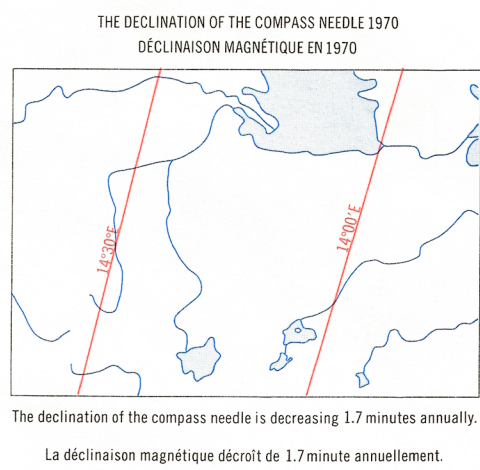 THE DECLINATION OF THE COMPASS NEEDLE 1970
DÉCLINAISON MAGNÉTIQUE EN 1970
14°30'E
14°00'E
The declination of the compass needle is decreasing 1.7 minutes annually.
La déclinaison magnétique décroît de 1.7 minute annuellement.